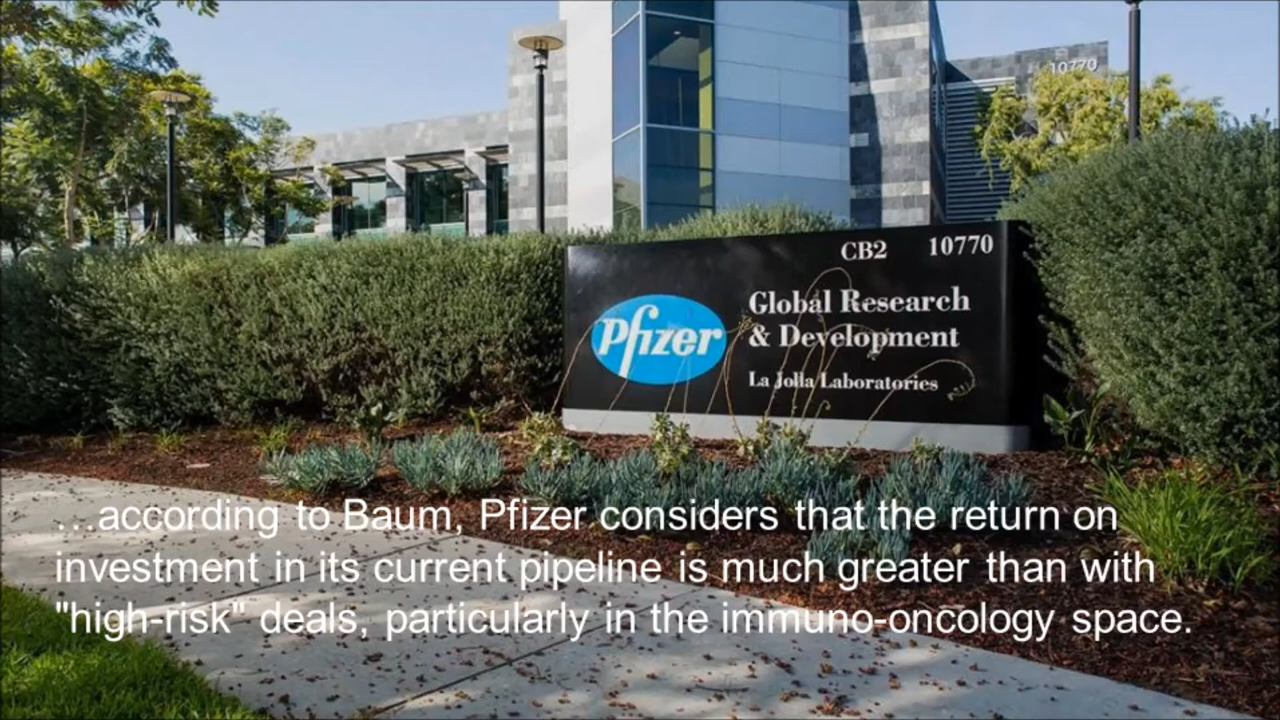 10770
CB2 10770
Pfizer
Global Research
& Development
La Jolla Laboratories
…according to Baum, Pfizer considers that the return on
investment in its current pipeline is much greater than with
"high-risk" deals, particularly in the immuno-oncology space.